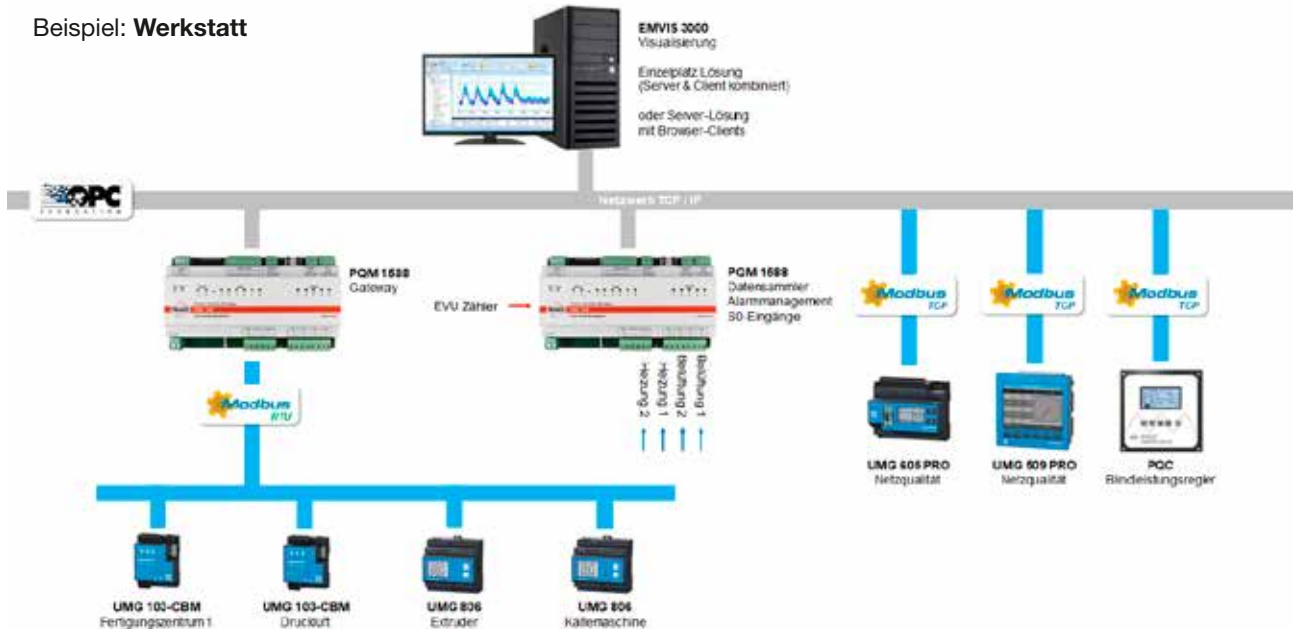 Beispiel: Werkstatt
EMVIS 3000
Visualisierung
Einzelplatz Lösung
(Server & Client kombiniert)
oder Server-Lösung
mit Browser-Clients
OPC
FOUNDATION
Netzwerk TCP / IP
PQM 1588
Gateway
EVU Zähler
PQM 1588
Datensammler
Alarmmanagement
S0-Eingänge
Modbus
TCP
Modbus
TCP
Modbus
TCP
Heizung 2
Heizung 1
Belüftung 2
Belüftung 1
Modbus
RTU
UMG 605 PRO
Netzqualität
UMG 509 PRO
Netzqualität
PQC
Blindleistungsregler
UMG 103-CBM
Fertigungszentrum 1
UMG 103-CBM
Druckluft
UMG 806
Extruder
UMG 806
Kältemaschine